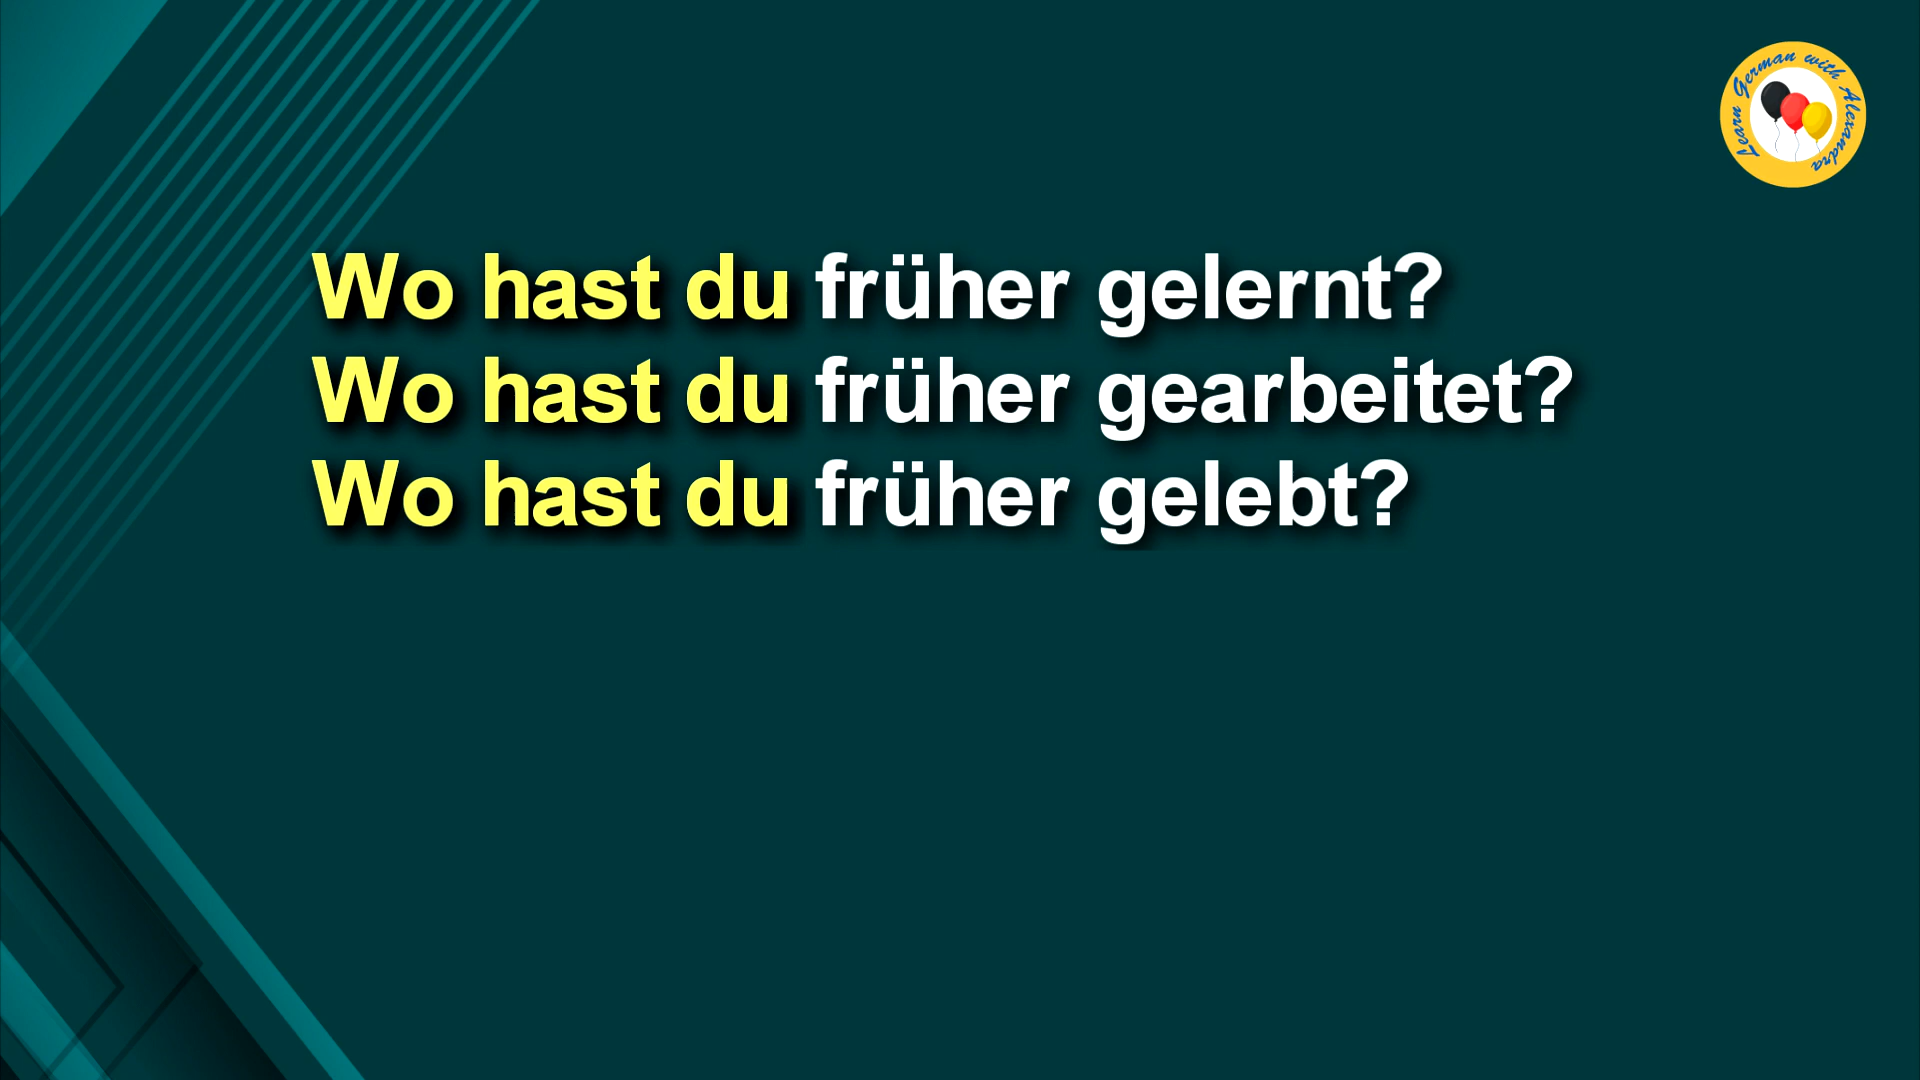 Learn German with Alexandra
Wo hast du früher gelernt?
Wo hast du früher gearbeitet?
Wo hast du früher gelebt?